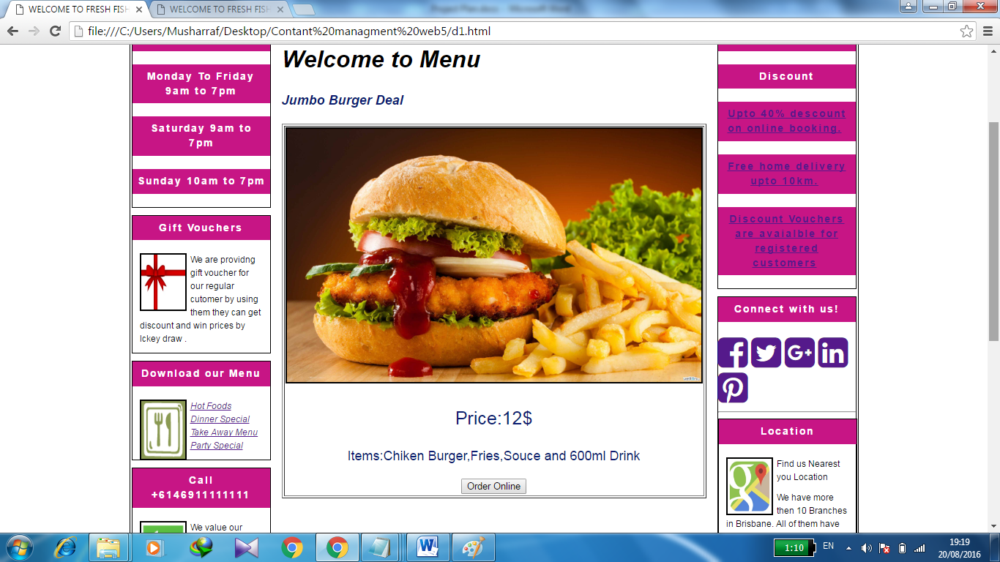 WELCOME TO FRESH FISH
WELCOME TO FRESH FISH
file:///C:/Users/Musharraf/Desktop/Contant%20managment%20web5/d1.html
Monday To Friday
9am to 7pm
Saturday 9am to
7pm
Sunday 10am to 7pm
Gift Vouchers
We are providng
gift voucher for
our regular
cutomer by using
them they can get
discount and win prices by
lckey draw .
Download our Menu
Hot Foods
Dinner Special
Take Away Menu
Party Special
Call
+6146911111111
We value our
Welcome to Menu
Jumbo Burger Deal
Price:12$
Items:Chiken Burger,Fries,Souce and 600ml Drink
Order Online
Discount
Upto 40% descount
on online booking.
Free home delivery
upto 10km.
Discount Vouchers
are avaialble for
registered
customers
Connect with us!
Location
Find us Nearest
you Location
We have more
then 10 Branches
in Brisbane. All of them have
1:10
EN
19:19
20/08/2016